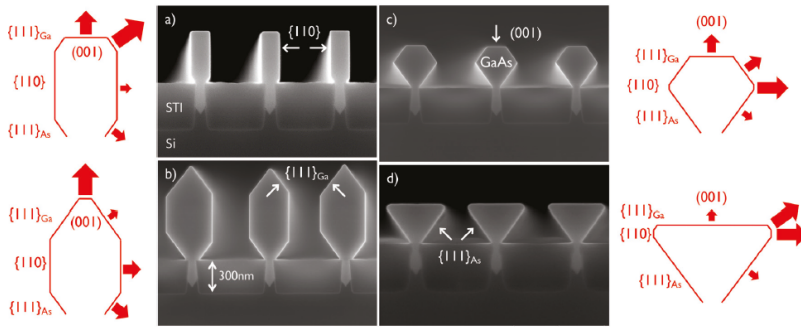 {111}Ga
(001)
{110}
{111}As
a)
{110}
STI
Si
c)
(001)
GaAs
(001)
{111}Ga
{110}
{111}As
{111}Ga
(001)
{110}
{111}As
b)
{111}Ga
300nm
d)
{111}As
(001)
{111}Ga
{110}
{111}As